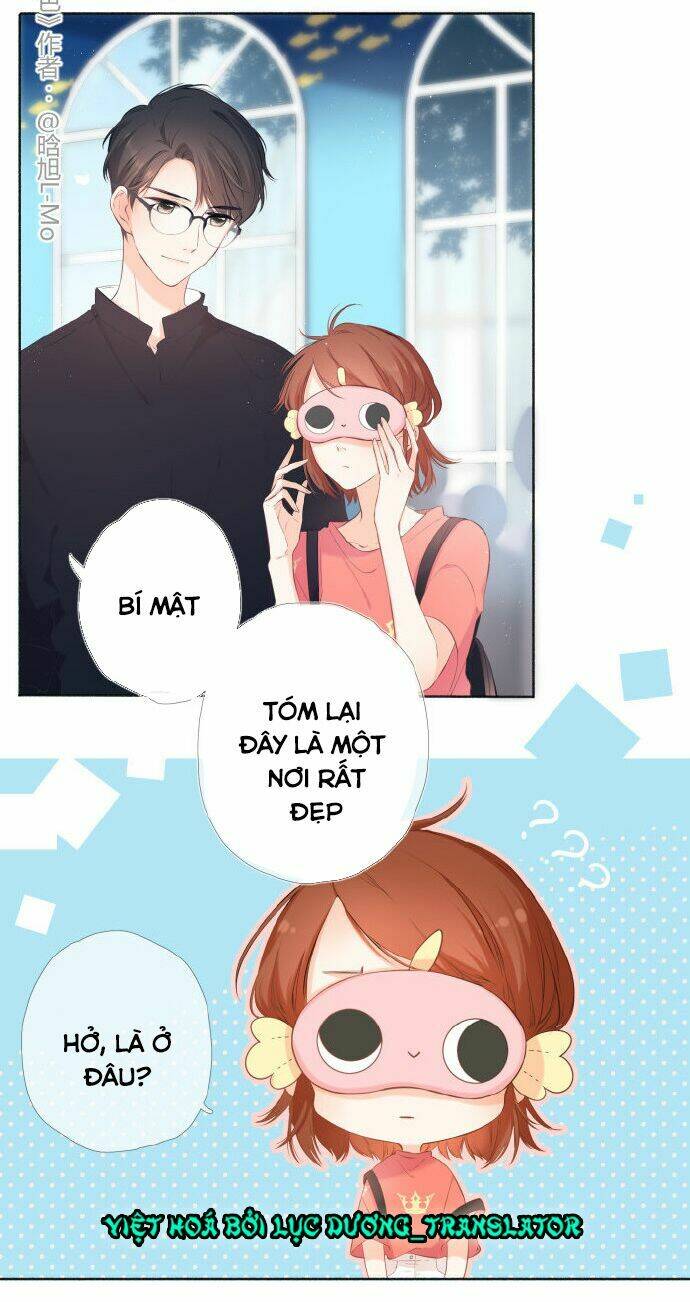 》作者：@晗旭L-Mo
BÍ MẬT
TÓM LẠI
ĐÂY LÀ MỘT
NƠI RẤT
ĐẸP
???
HỞ, LÀ Ở
ĐÂU?
VIỆT HOÁ BỞI LỤC DƯƠNG_TRANSLATOR